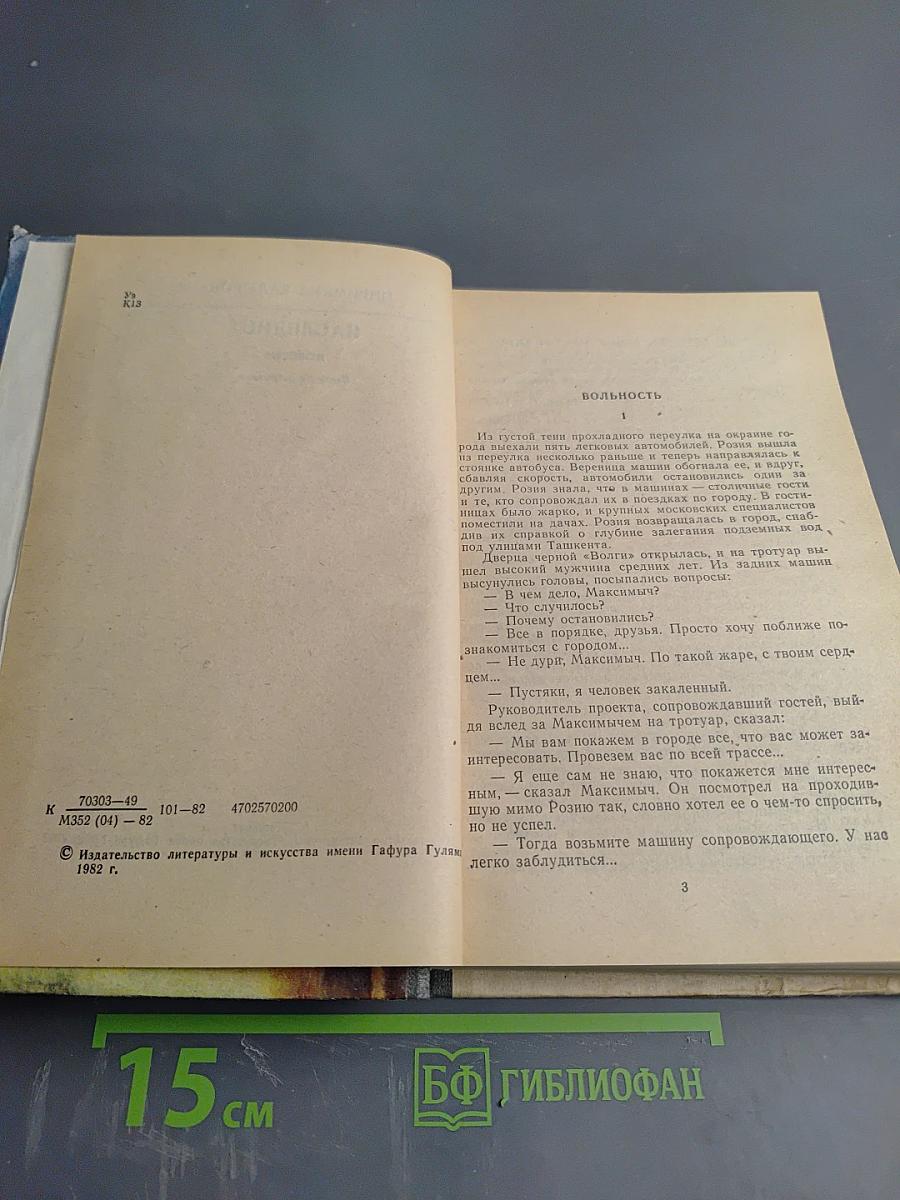 Уз
К13
К 70303—49 101—82 4702570200
М352 (04) — 82
© Издательство литературы и искусства имени Гафура Гуляма
1982 г.
ВОЛЬНОСТЬ
1
Из густой тени прохладного переулка на окраине го-
рода выехали пять легковых автомобилей. Розия вышла
из переулка несколько раньше и теперь направлялась к
стоянке автобуса. Вереница машин обогнала ее, и вдруг,
сбавляя скорость, автомобили остановились один за
другим. Розия знала, что в машинах — столичные гости
и те, кто сопровождал их в поездках по городу. В гости-
ницах было жарко, и крупных московских специалистов
поместили на дачах. Розия возвращалась в город, снаб-
див их справкой о глубине залегания подземных вод
под улицами Ташкента.
Дверца черной «Волги» открылась, и на тротуар вы-
шел высокий мужчина средних лет. Из задних машин
высунулись головы, посыпались вопросы:
— В чем дело, Максимыч?
— Что случилось?
— Почему остановились?
— Все в порядке, друзья. Просто хочу поближе по-
знакомиться с городом...
— Не дури, Максимыч. По такой жаре, с твоим серд-
цем...
— Пустяки, я человек закаленный.
Руководитель проекта, сопровождавший гостей, вый-
дя вслед за Максимычем на тротуар, сказал:
— Мы вам покажем в городе все, что вас может за-
интересовать. Провезем вас по всей трассе...
— Я еще сам не знаю, что покажется мне интерес-
ным, — сказал Максимыч. Он посмотрел на проходив-
шую мимо Розию так, словно хотел ее о чем-то спросить,
но не успел.
— Тогда возьмите машину сопровождающего. У нас
легко заблудиться...
3
15 см
БФ ГИБЛИОФАН